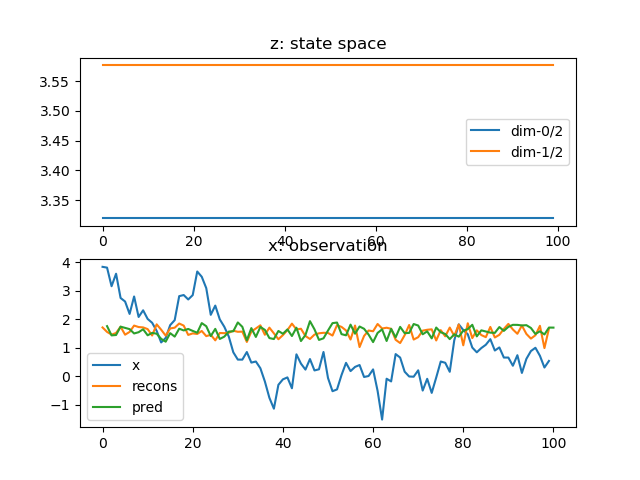 z: state space
3.55
3.50
3.45
3.40
3.35
dim-0/2
dim-1/2
0 20 40 60 80 100
x: observation
4
3
2
1
0
−1
x
recons
pred
0 20 40 60 80 100